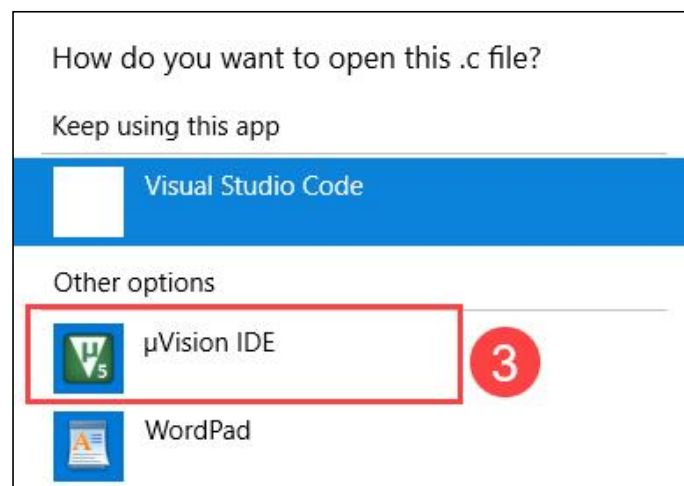 How do you want to open this .c file?
Keep using this app
Visual Studio Code
Other options
µ
5
µVision IDE
3
A
WordPad